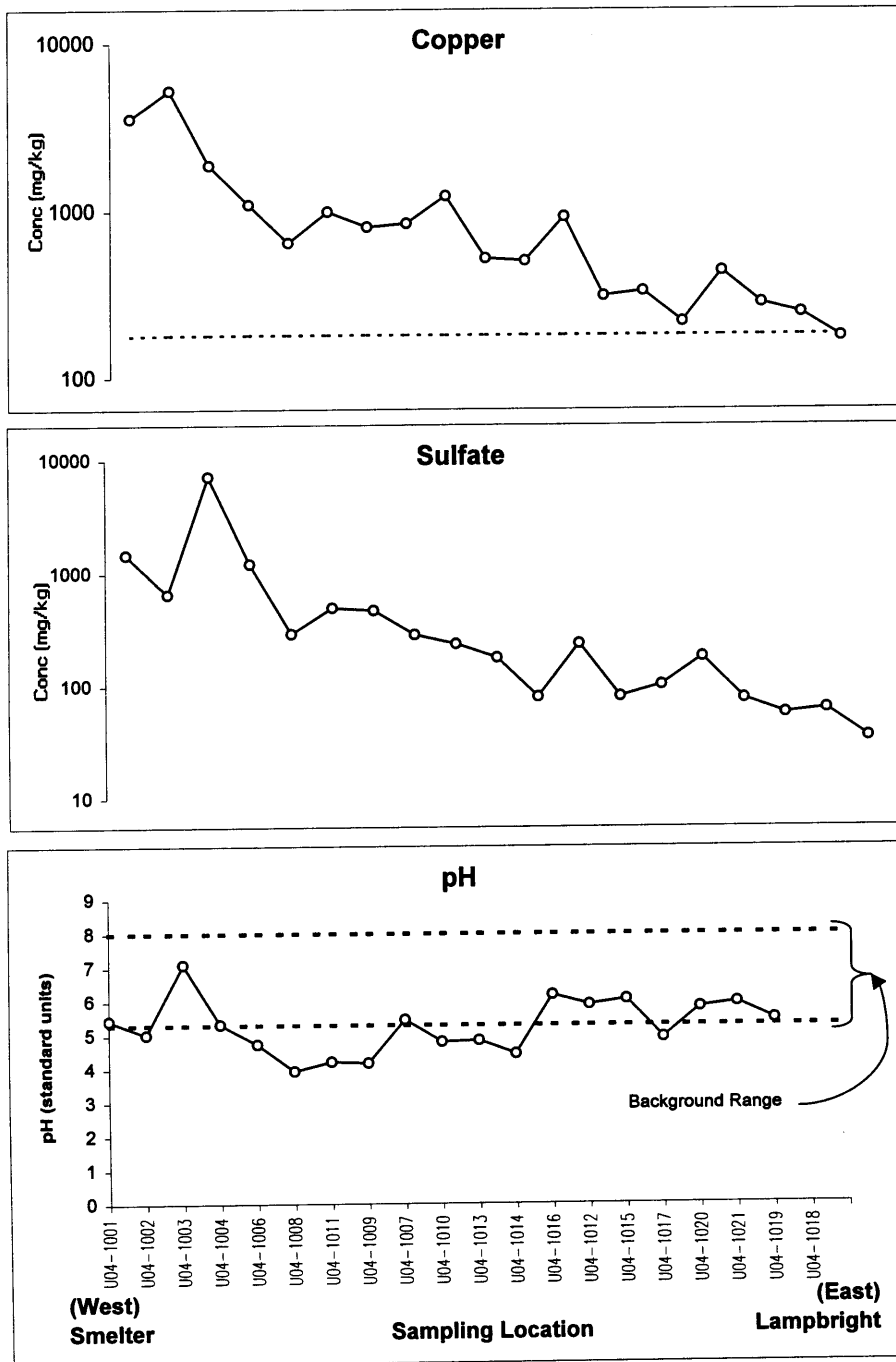 Copper
10000
1000
100
Conc (mg/kg)
Sulfate
10000
1000
100
10
Conc (mg/kg)
pH
9
8
7
6
5
4
3
2
1
0
pH (standard units)
Background Range
U04-1001
U04-1002
U04-1003
U04-1004
U04-1006
U04-1008
U04-1011
U04-1009
U04-1007
U04-1010
U04-1013
U04-1014
U04-1016
U04-1012
U04-1015
U04-1017
U04-1020
U04-1021
U04-1019
U04-1018
(West)
Smelter
Sampling Location
(East)
Lampbright